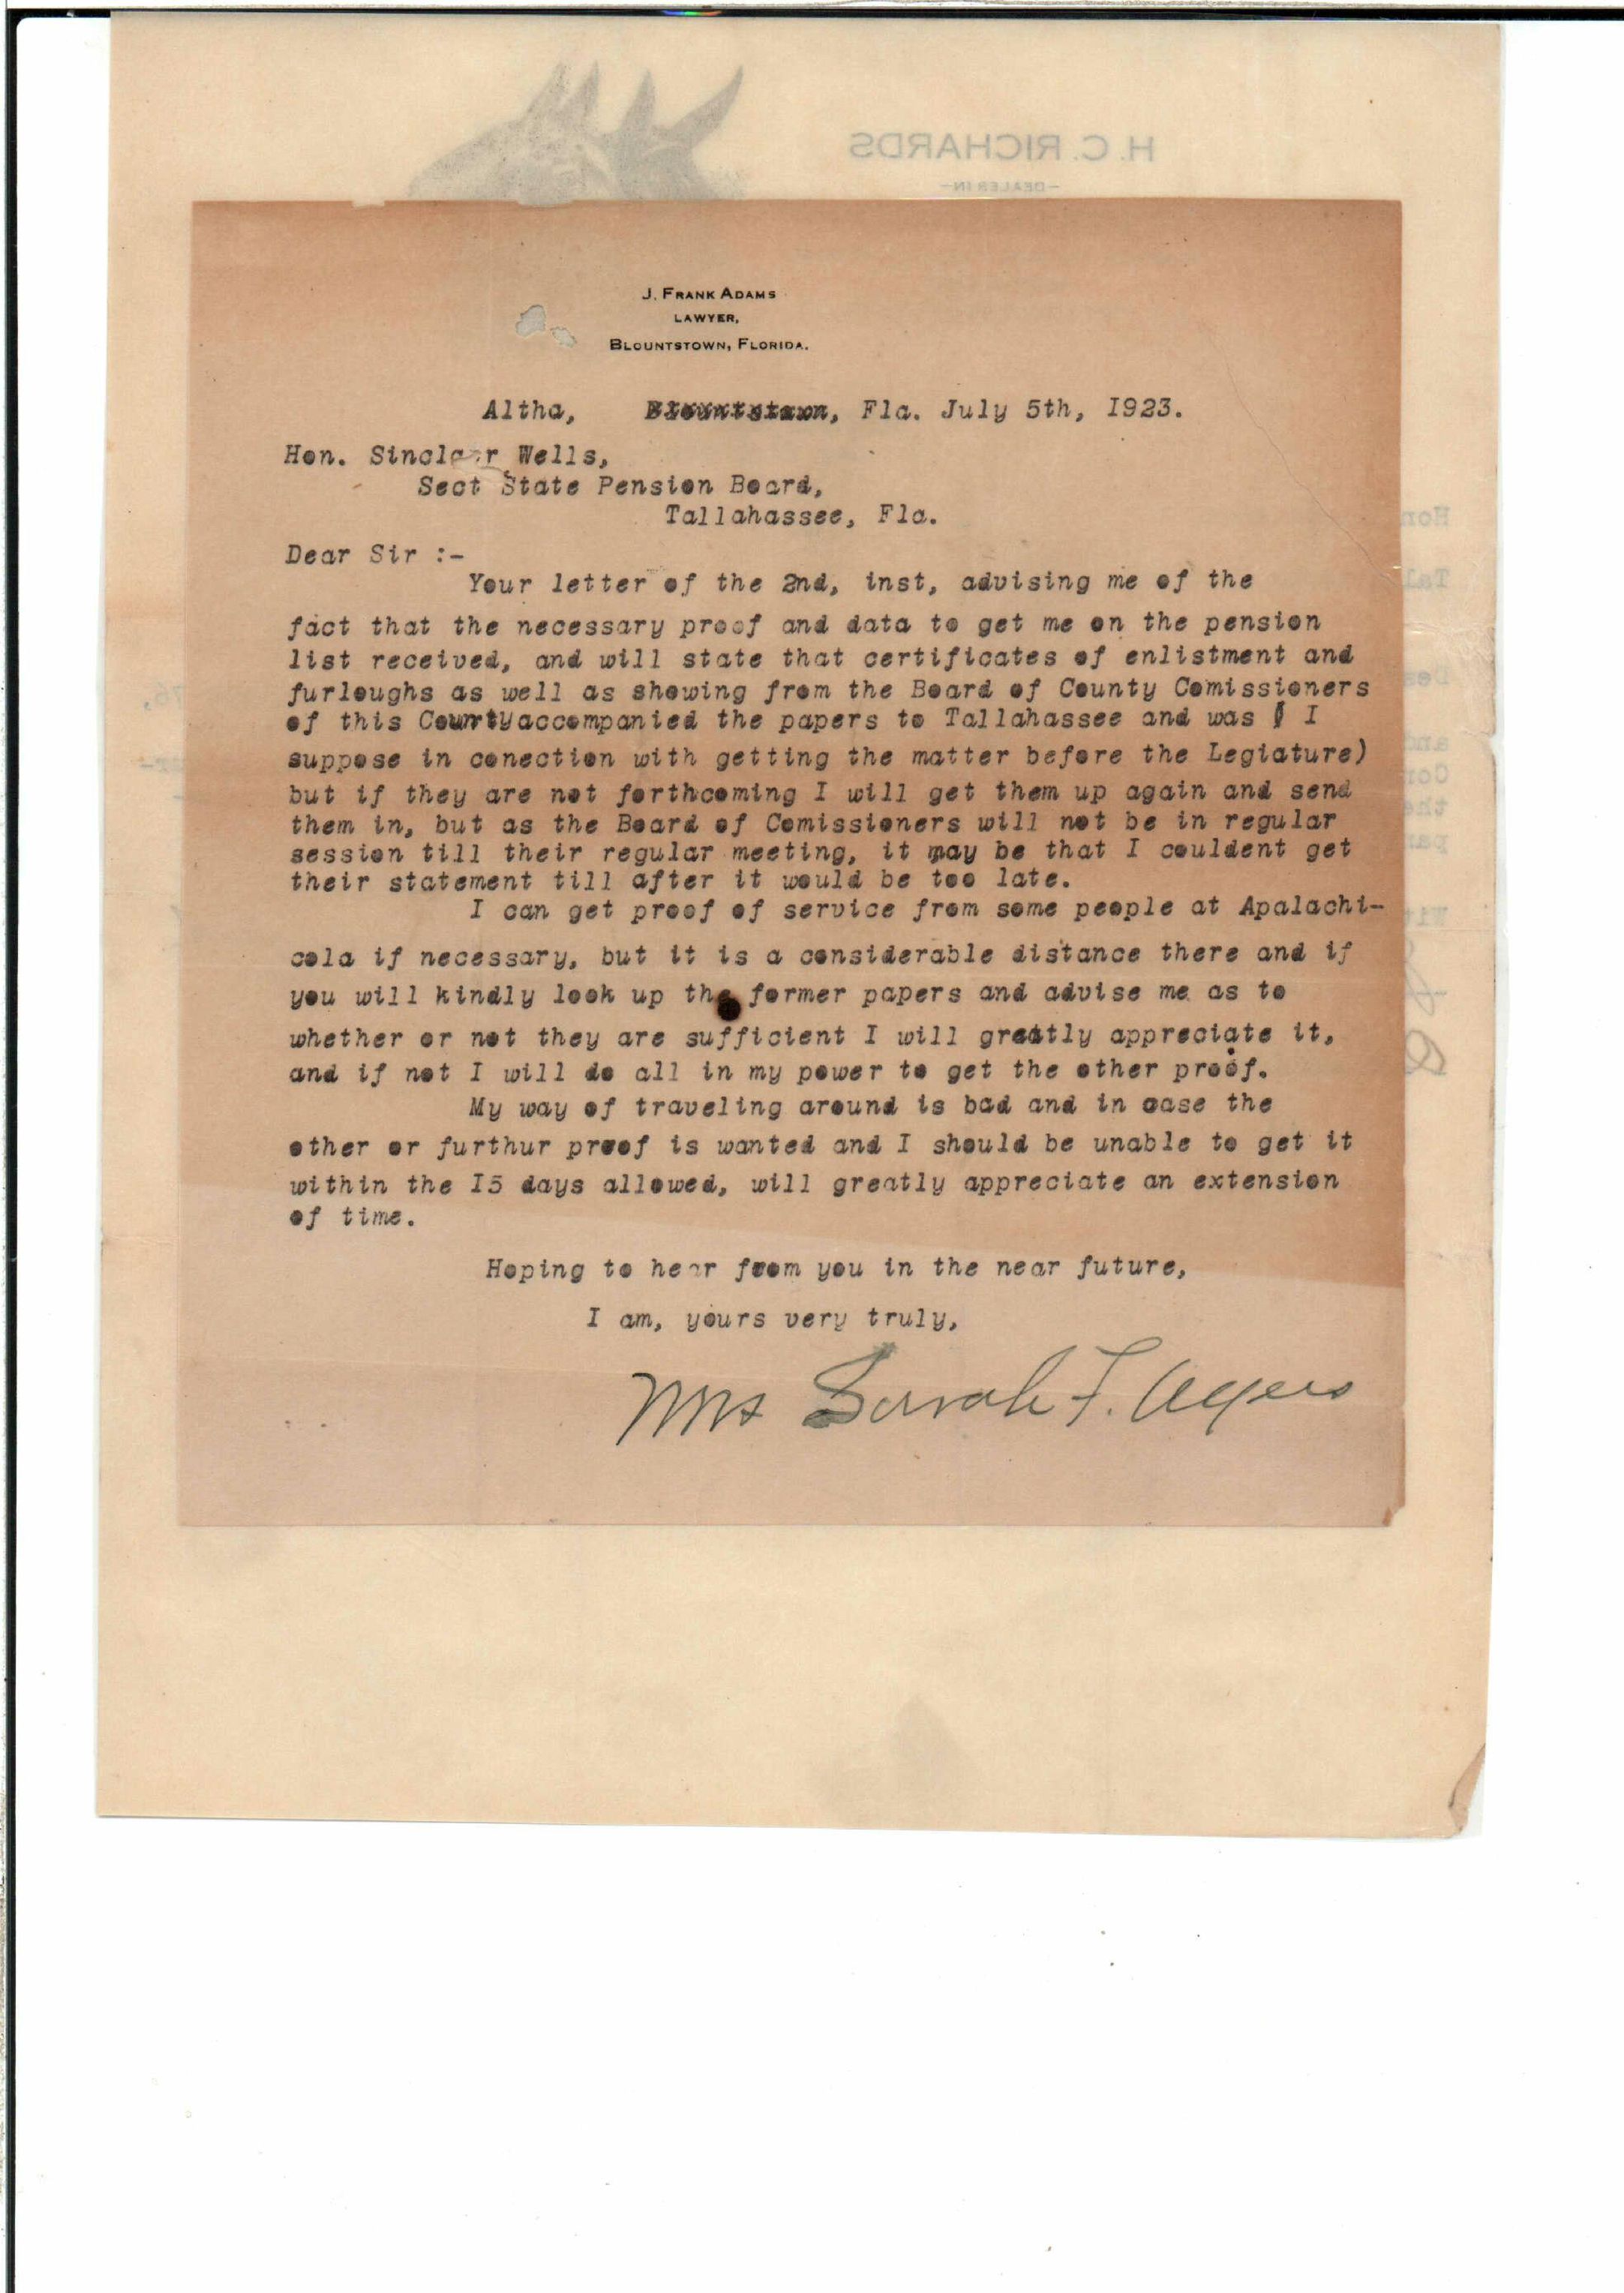 H. C. RICHARDS
—DEALER IN—
J. FRANK ADAMS
LAWYER,
BLOUNTSTOWN, FLORIDA.
Altha, Blountstown, Fla. July 5th, I923.
Hon. Sinclair Wells,
Sect State Pension Board,
Tallahassee, Fla.
Dear Sir :-
Your letter of the 2nd, inst, advising me of the
fact that the necessary proof and data to get me on the pension
list received, and will state that certificates of enlistment and
furloughs as well as showing from the Board of County Comissioners
of this County accompanied the papers to Tallahassee and was ( I
suppose in conection with getting the matter before the Legiature)
but if they are not forthcoming I will get them up again and send
them in, but as the Board of Comissioners will not be in regular
session till their regular meeting, it may be that I couldent get
their statement till after it would be too late.
I can get proof of service from some people at Apalachi-
cola if necessary, but it is a considerable distance there and if
you will kindly look up the former papers and advise me as to
whether or not they are sufficient I will greatly appreciate it,
and if not I will do all in my power to get the other proof.
My way of traveling around is bad and in case the
other or furthur proof is wanted and I should be unable to get it
within the I5 days allowed, will greatly appreciate an extension
of time.
Hoping to hear from you in the near future,
I am, yours very truly,
Mrs Sarah F. Ayers